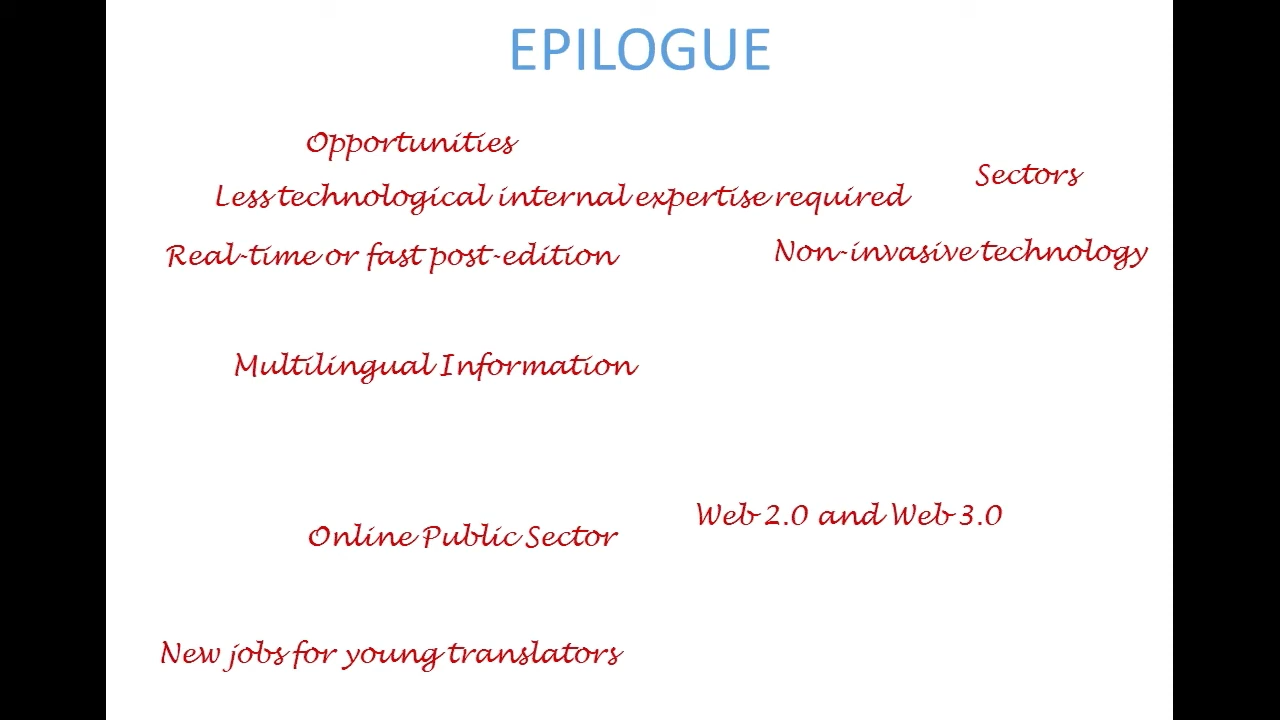 EPILOGUE
Opportunities
Sectors
Less technological internal expertise required
Real-time or fast post-edition
Non-invasive technology
Multilingual Information
Web 2.0 and Web 3.0
Online Public Sector
New jobs for young translators